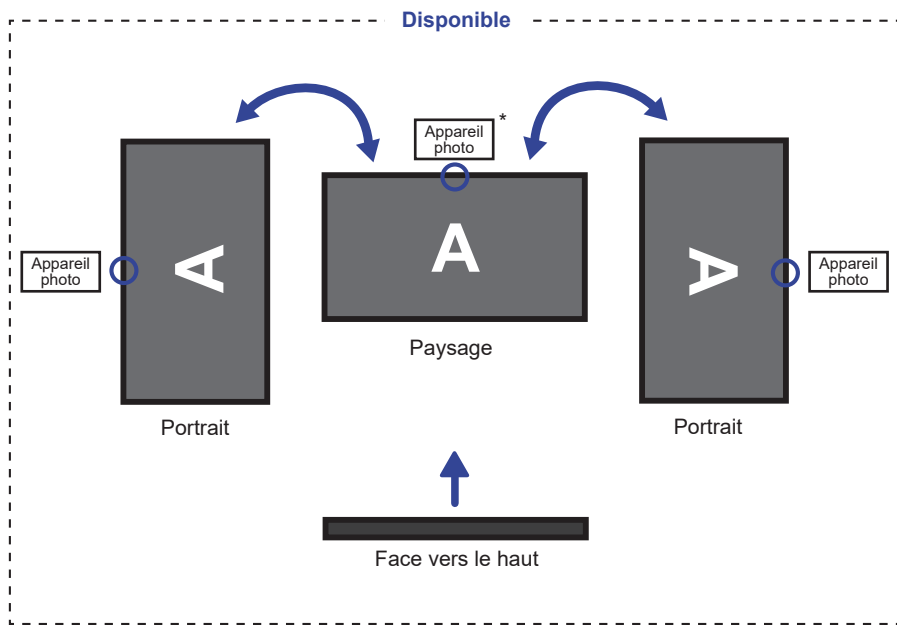 Disponible
Appareil
photo
*
Appareil
photo
A
A
A
Appareil
photo
Paysage
Portrait
Portrait
Face vers le haut